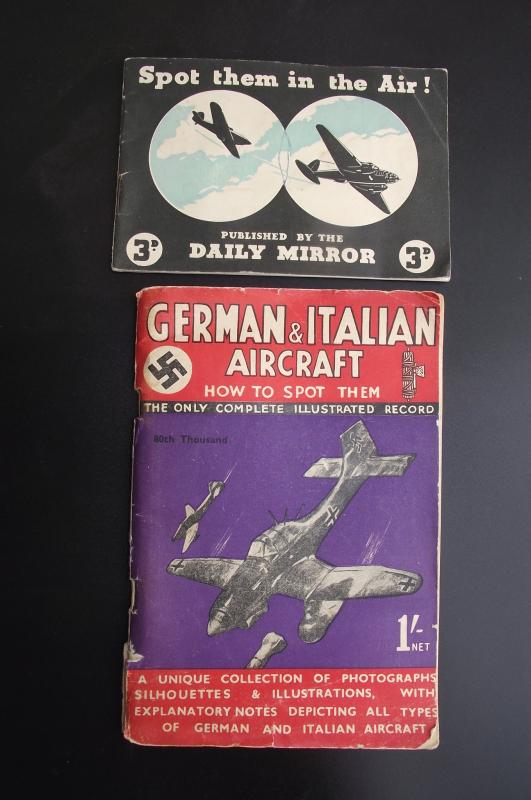 Spot them in the Air!
PUBLISHED BY THE
3D. DAILY MIRROR 3D.
GERMAN & ITALIAN
AIRCRAFT
HOW TO SPOT THEM
THE ONLY COMPLETE ILLUSTRATED RECORD
80th Thousand
1/-
NET
A UNIQUE COLLECTION OF PHOTOGRAPHS
SILHOUETTES & ILLUSTRATIONS, WITH
EXPLANATORY NOTES DEPICTING ALL TYPES
OF GERMAN AND ITALIAN AIRCRAFT